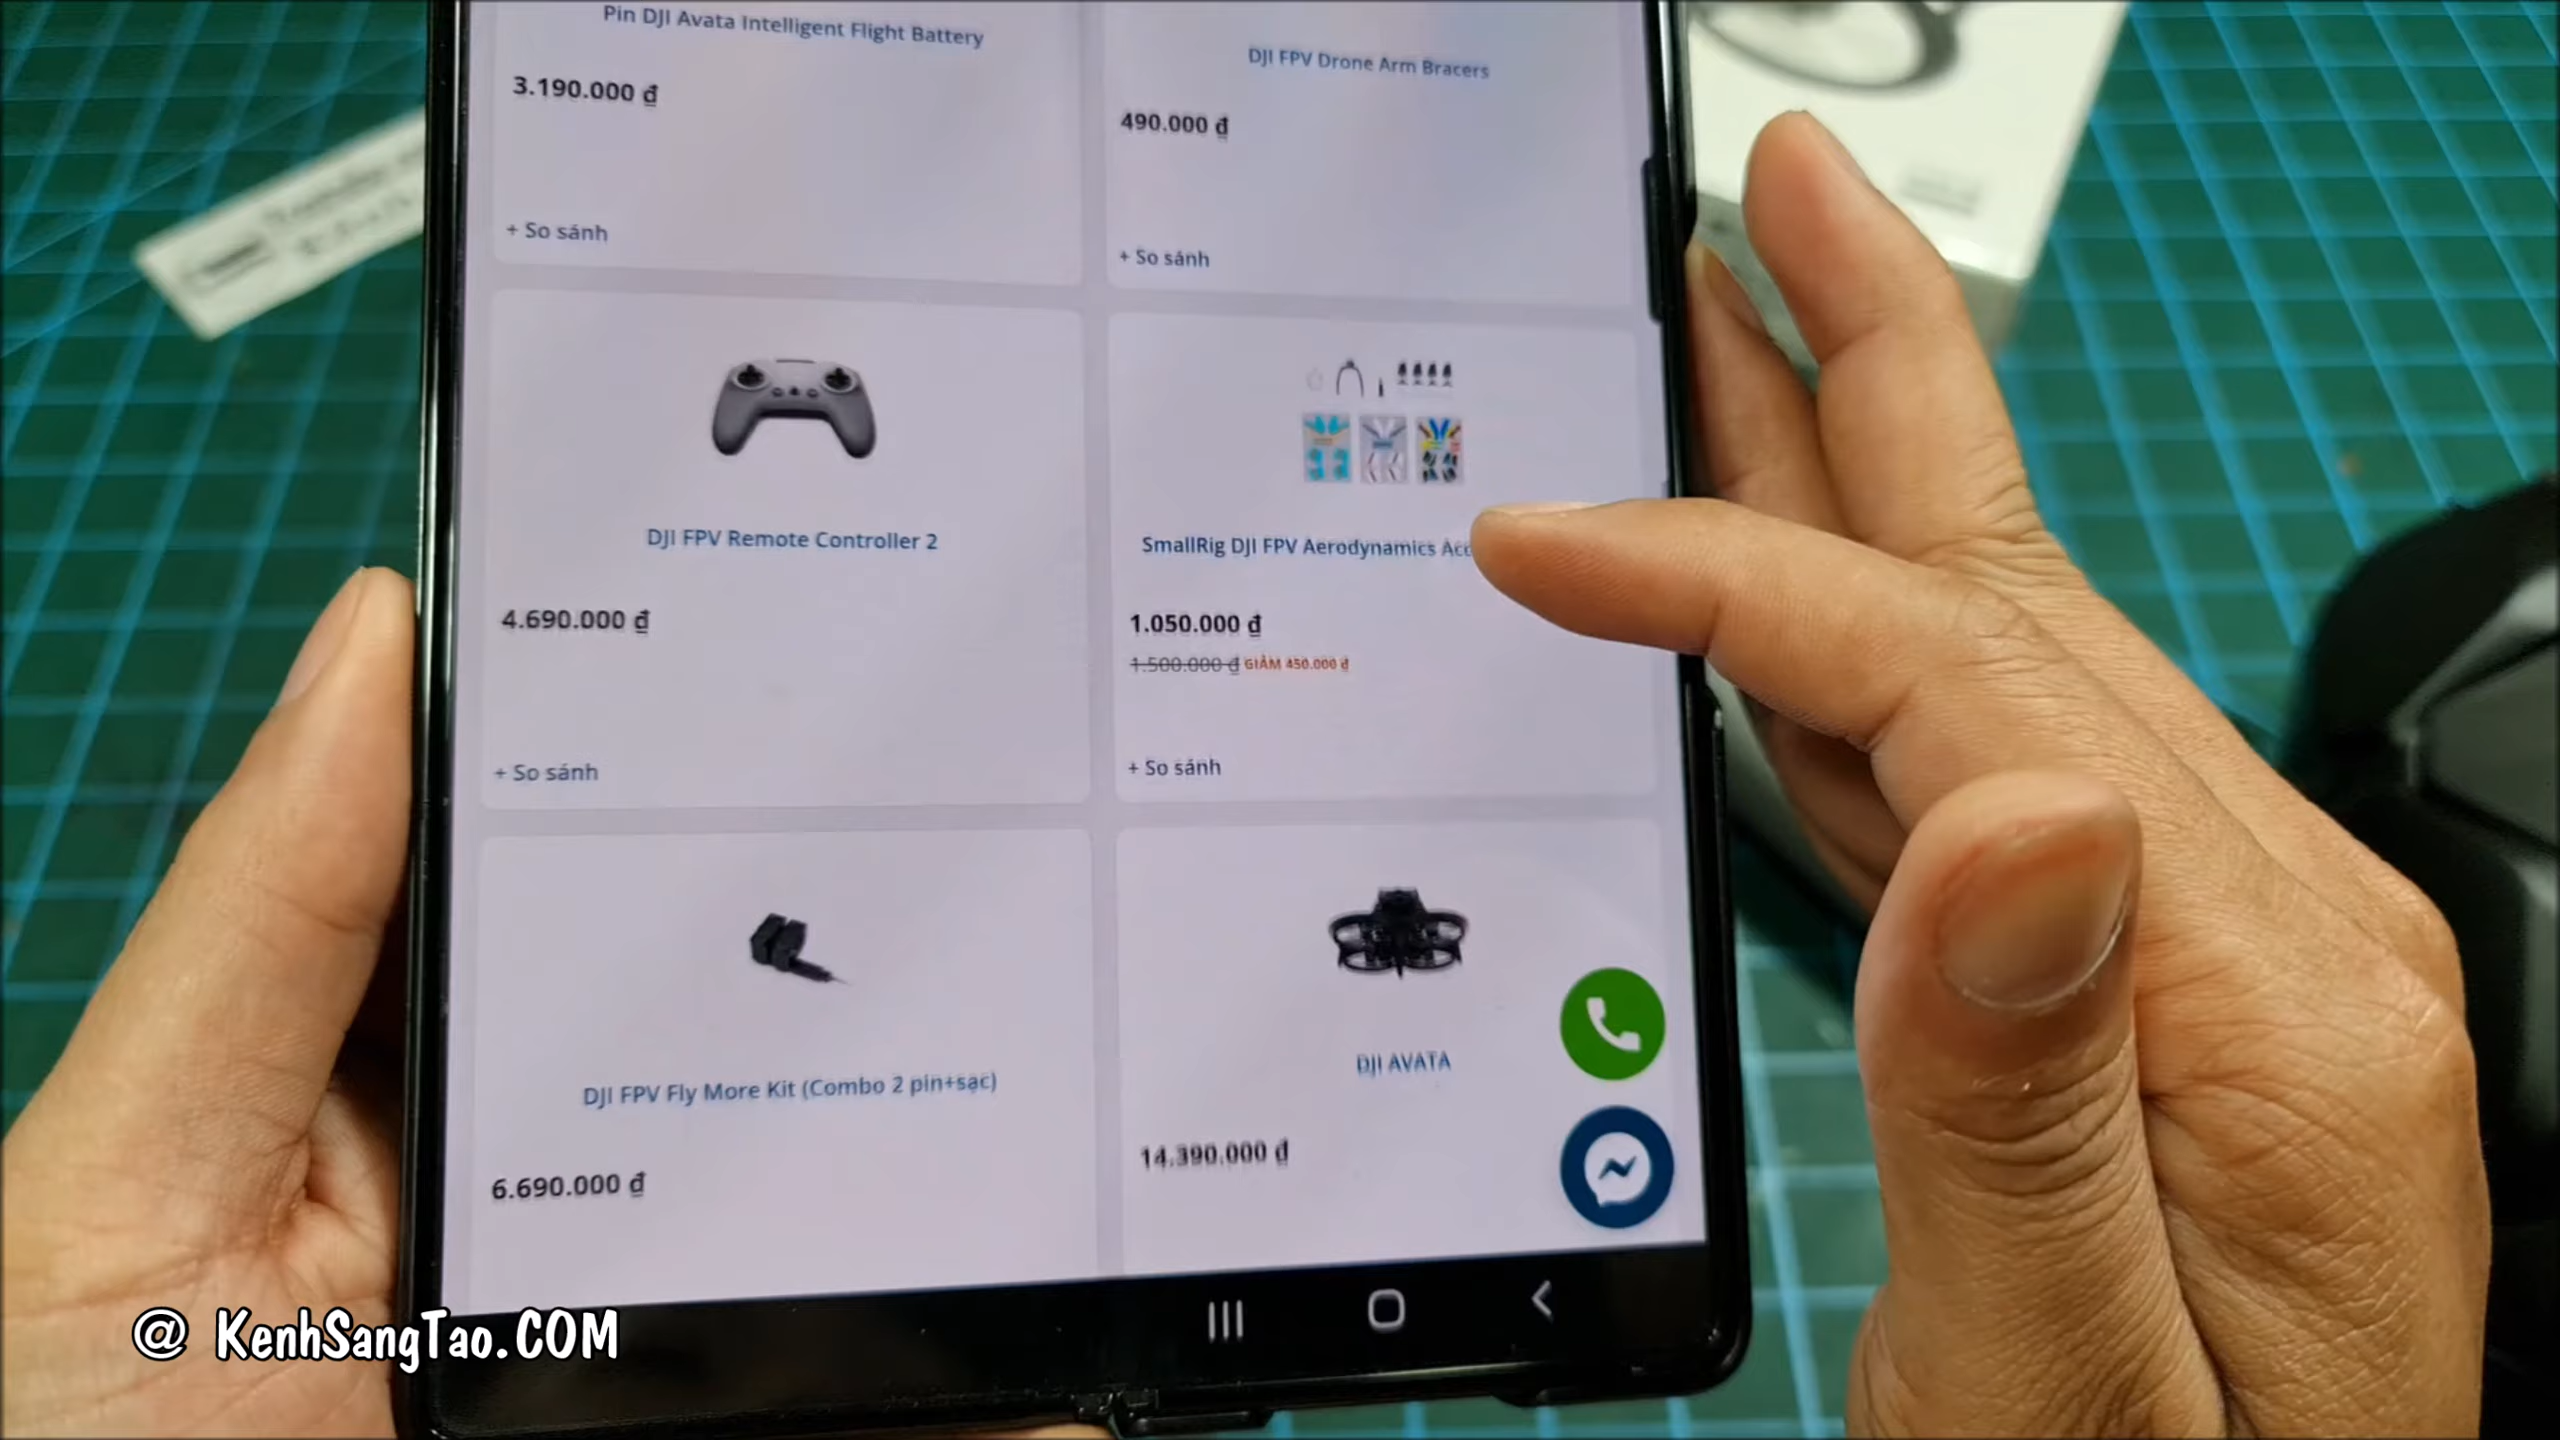 Pin DJI Avata Intelligent Flight Battery
3.190.000 ₫
+ So sánh
DJI FPV Drone Arm Bracers
490.000 ₫
+ So sánh
DJI FPV Remote Controller 2
4.690.000 ₫
+ So sánh
SmallRig DJI FPV Aerodynamics
1.050.000 ₫
1.500.000 ₫ GIẢM 450.000 ₫
+ So sánh
DJI FPV Fly More Kit (Combo 2 pin+sạc)
6.690.000 ₫
DJI AVATA
14.390.000 ₫
@ KenhSangTao.COM